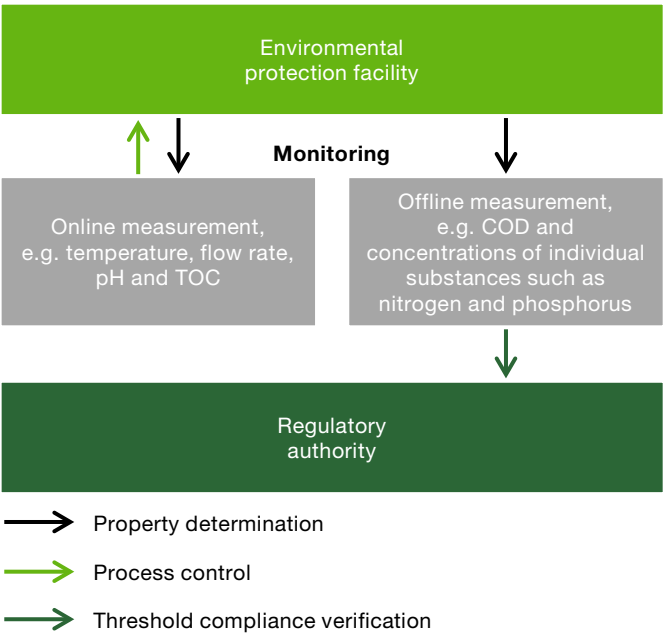 Environmental
protection facility
Monitoring
Online measurement,
e.g. temperature, flow rate,
pH and TOC
Offline measurement,
e.g. COD and
concentrations of individual
substances such as
nitrogen and phosphorus
Regulatory
authority
Property determination
Process control
Threshold compliance verification